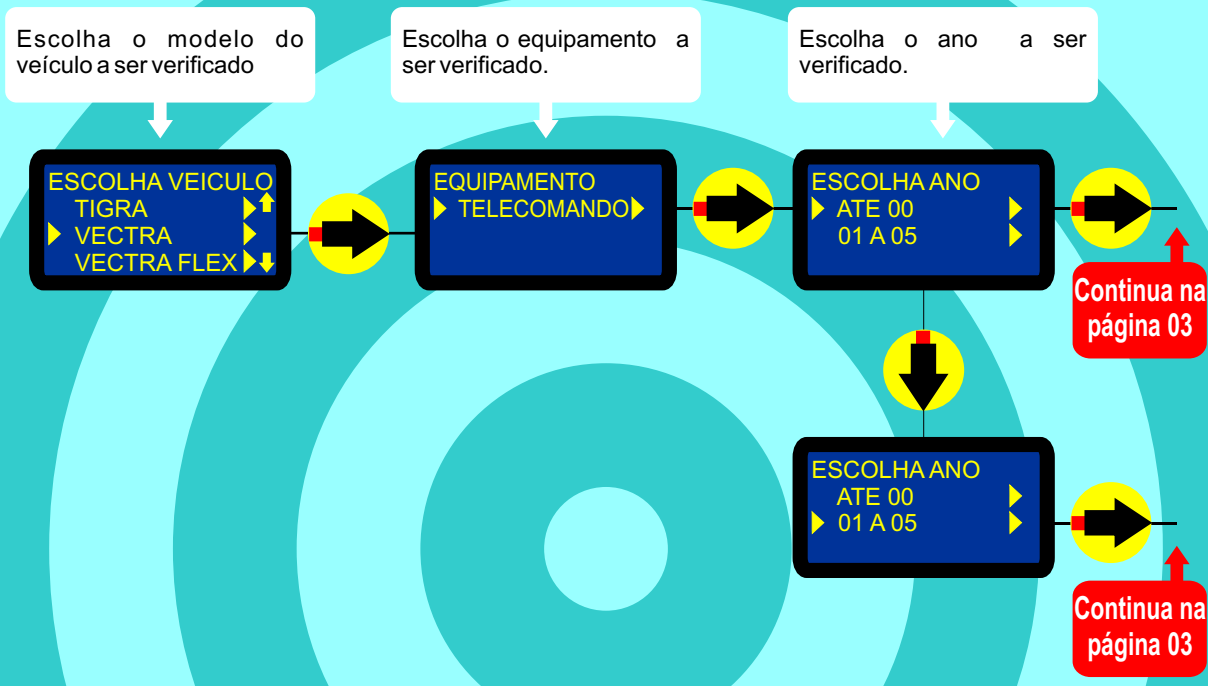 Escolha o modelo do
veículo a ser verificado
Escolha o equipamento a
ser verificado.
Escolha o ano a ser
verificado.
ESCOLHA VEICULO
TIGRA
VECTRA
VECTRA FLEX
EQUIPAMENTO
TELECOMANDO
ESCOLHA ANO
ATE 00
01 A 05
Continua na
página 03
ESCOLHA ANO
ATE 00
01 A 05
Continua na
página 03